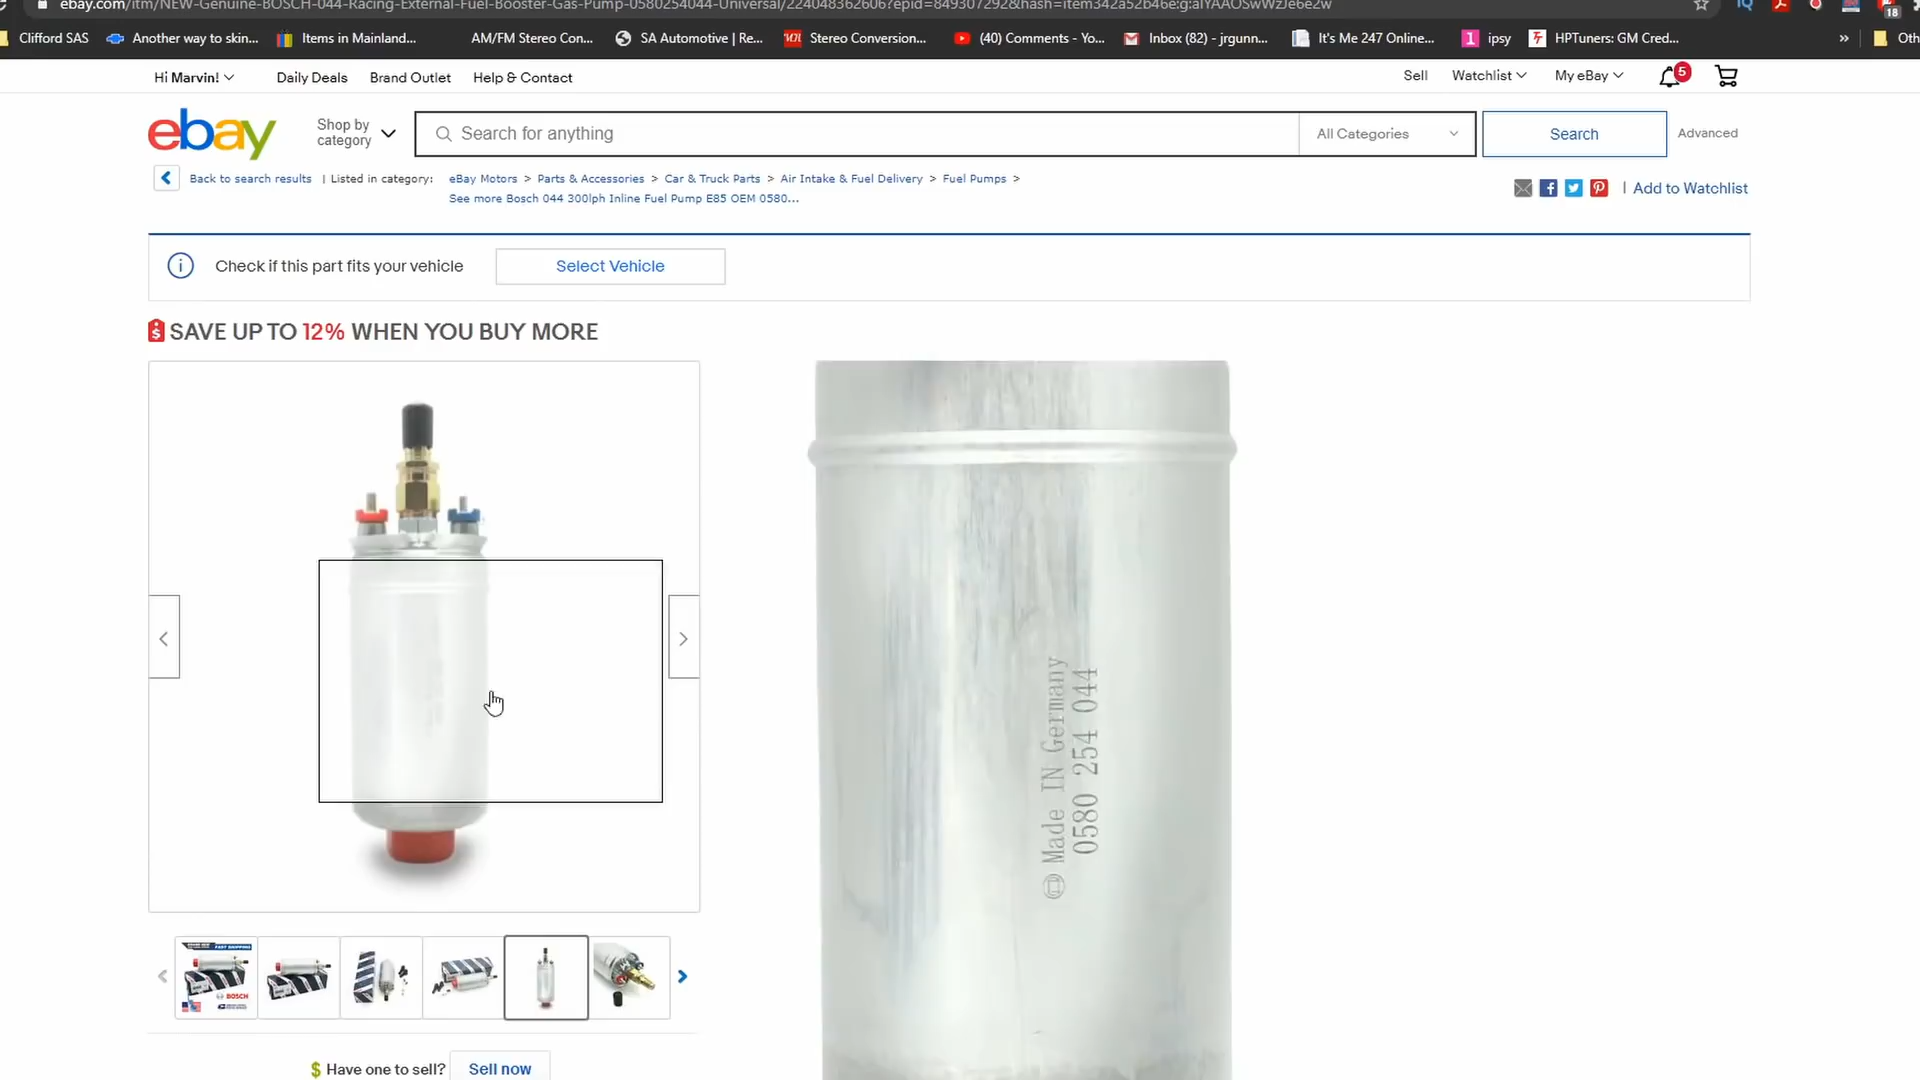 ebay.com/itm/NEW-Genuine-BOSCH-044-Racing-External-Fuel-Booster-Gas-Pump-0580254044-Universal/224048362606?epid=849307292&hash=item342a52b46e:g:alYAAOSwWzJe6e2w
18
Clifford SAS
Another way to skin...
Items in Mainland...
AM/FM Stereo Con...
SA Automotive | Re...
Stereo Conversion...
(40) Comments - Yo...
Inbox (82) - jrgunn...
It's Me 247 Online...
ipsy
HPTuners: GM Cred...
»
Oth
Hi Marvin!
Daily Deals
Brand Outlet
Help & Contact
Sell
Watchlist
My eBay
5
ebay
Shop by category
Search for anything
All Categories
Search
Advanced
Back to search results | Listed in category:
eBay Motors > Parts & Accessories > Car & Truck Parts > Air Intake & Fuel Delivery > Fuel Pumps >
See more Bosch 044 300lph Inline Fuel Pump E85 OEM 0580...
| Add to Watchlist
Check if this part fits your vehicle
Select Vehicle
SAVE UP TO 12% WHEN YOU BUY MORE
Made IN Germany
0580 254 044
FAST SHIPPING
BOSCH
Have one to sell?
Sell now